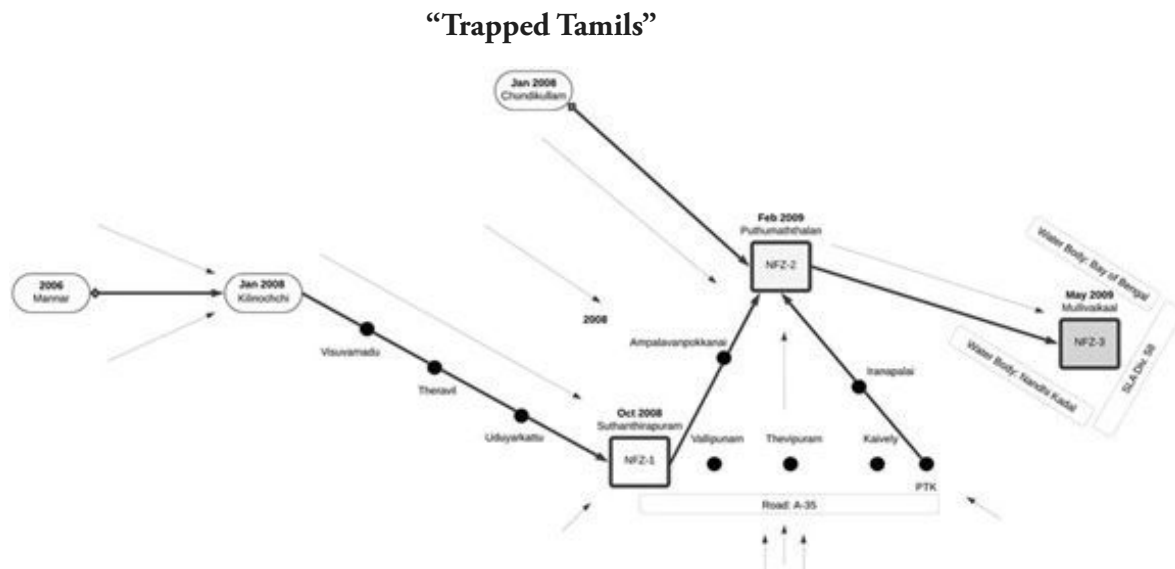 “Trapped Tamils”
Jan 2008
Chundikullam
Feb 2009
Puthumaththalan
NFZ-2
Water Body: Bay of Bengal
2006
Mannar
Jan 2008
Kilinochchi
2008
May 2009
Mullivaikaal
NFZ-3
Visuvamadu
Ampalavanpokkanai
Water Body: Nandhi Kadal
SLA Div. 58
Theravil
Iranapalai
Uduyarkattu
Oct 2008
Suthanthirapuram
NFZ-1
Vallipunam
Thevipuram
Kaively
PTK
Road: A-35